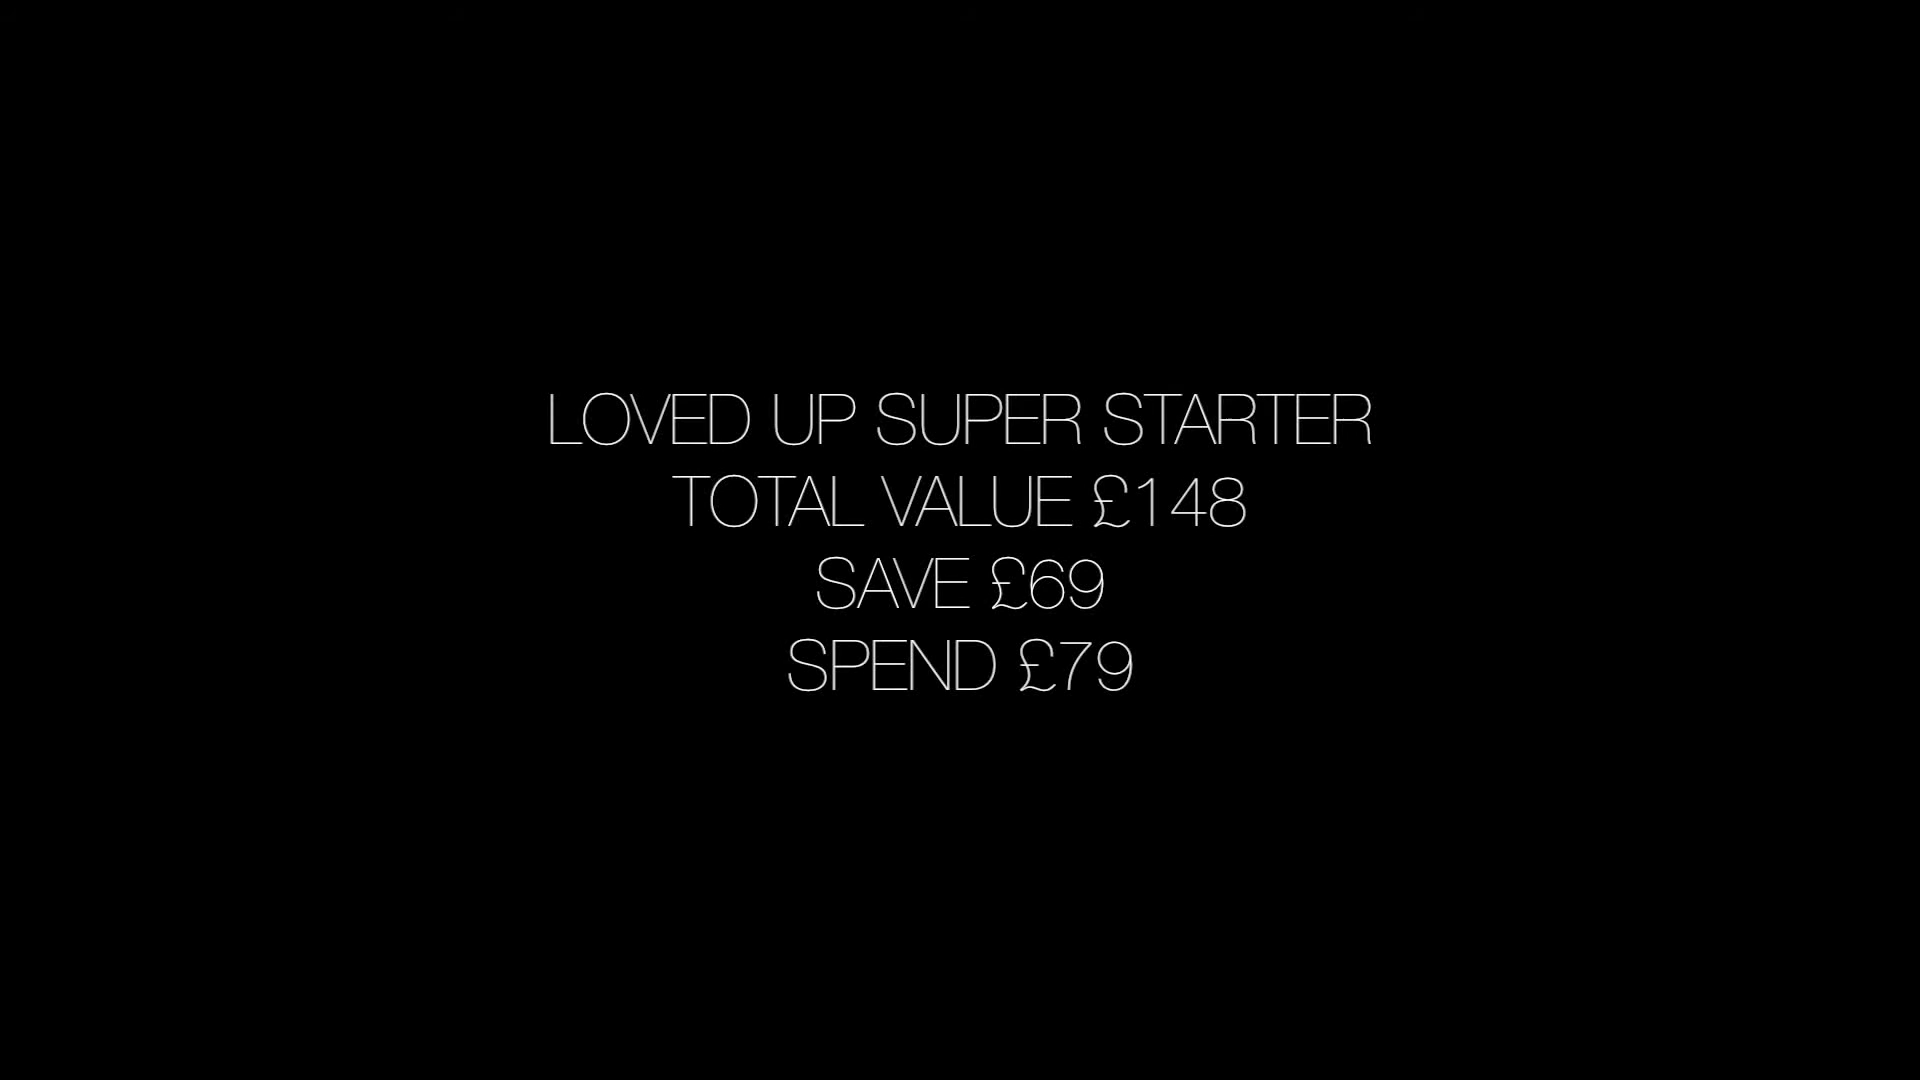 LOVED UP SUPER STARTER
TOTAL VALUE £148
SAVE £69
SPEND £79